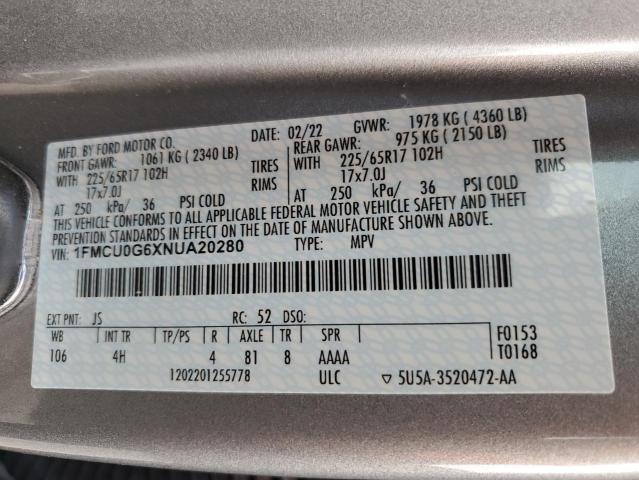 MFD. BY FORD MOTOR CO. DATE: 02/22 GVWR: 1978 KG ( 4360 LB)
FRONT GAWR: 1061 KG ( 2340 LB) REAR GAWR: 975 KG ( 2150 LB)
WITH 225/65R17 102H TIRES WITH 225/65R17 102H TIRES
17x7.0J RIMS 17x7.0J RIMS
AT 250 kPa/ 36 PSI COLD AT 250 kPa/ 36 PSI COLD
THIS VEHICLE CONFORMS TO ALL APPLICABLE FEDERAL MOTOR VEHICLE SAFETY AND THEFT
PREVENTION STANDARDS IN EFFECT ON THE DATE OF MANUFACTURE SHOWN ABOVE.
VIN: 1FMCU0G6XNUA20280 TYPE: MPV
EXT PNT: JS RC: 52 DSO:
WB INT TR TP/PS R AXLE TR SPR F0153
106 4H 4 81 8 AAAA T0168
1202201255778 ULC ▽ 5U5A-3520472-AA